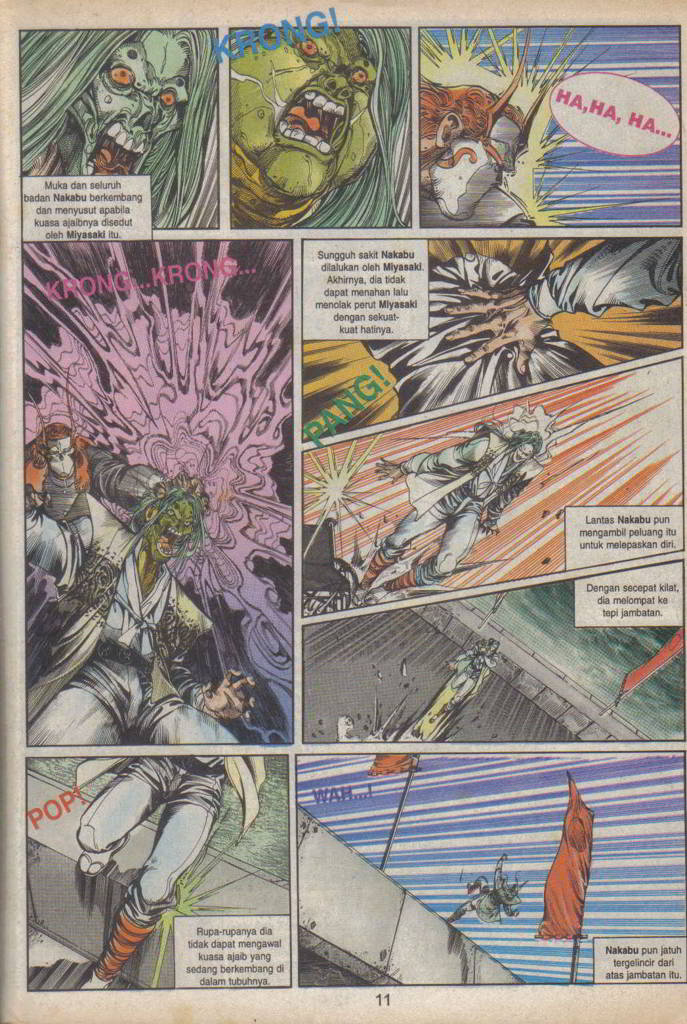 KRONG!
HA, HA, HA...
Muka dan seluruh
badan Nakabu berkembang
dan menyusut apabila
kuasa ajaibnya disedut
oleh Miyasaki itu.
KRONG...KRONG...
Sungguh sakit Nakabu
dilalukan oleh Miyasaki.
Akhirnya, dia tidak
dapat menahan lalu
menolak perut Miyasaki
dengan sekuat-
kuat hatinya.
PANG!
Lantas Nakabu pun
mengambil peluang itu
untuk melepaskan diri.
Dengan secepat kilat,
dia melompat ke
tepi jambatan.
POP!
Rupa-rupanya dia
tidak dapat mengawal
kuasa ajaib yang
sedang berkembang di
dalam tubuhnya.
WAH...!
Nakabu pun jatuh
tergelincir dari
atas jambatan itu.
11